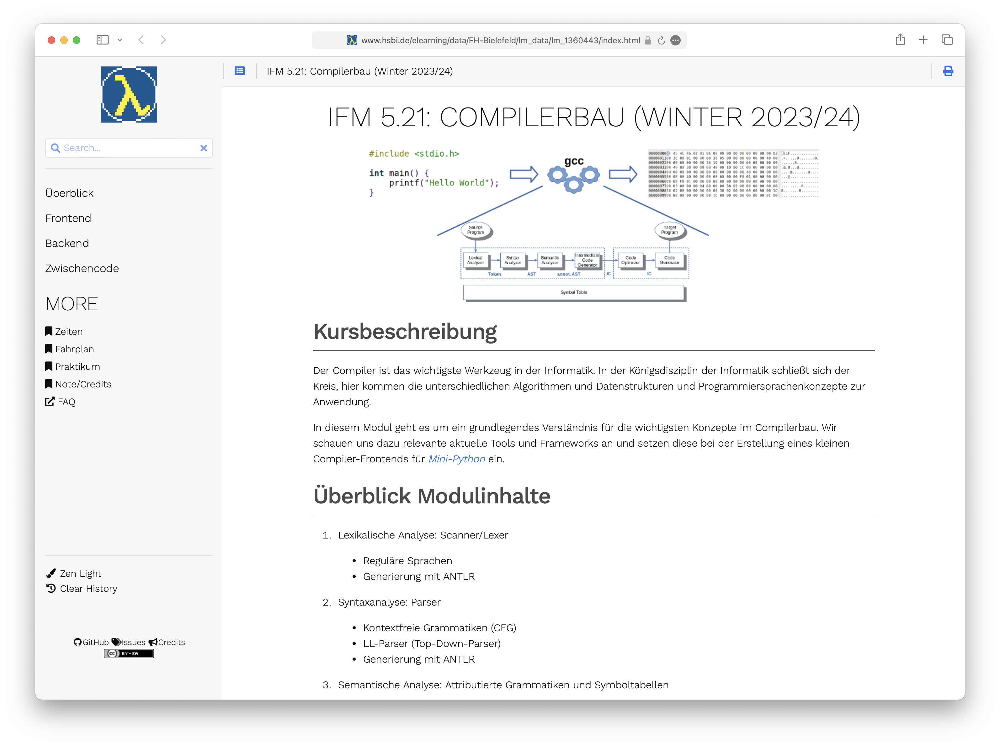 www.hsbi.de/elearning/data/FH-Bielefeld/lm_data/lm_1360443/index.html
IFM 5.21: Compilerbau (Winter 2023/24)
λ
Search...
Überblick
Frontend
Backend
Zwischencode
MORE
Zeiten
Fahrplan
Praktikum
Note/Credits
FAQ
Zen Light
Clear History
GitHub Issues Credits
(cc) BY-SA
IFM 5.21: COMPILERBAU (WINTER 2023/24)
#include <stdio.h>
int main() {
printf("Hello World");
}
gcc
Source
Program
Target
Program
Lexical
Analyzer
Syntax
Analyzer
Semantic
Analyzer
Intermediate
Code
Generator
Code
Optimizer
Code
Generator
Token
AST
annot. AST
IC
IC
Symbol Table
Kursbeschreibung
Der Compiler ist das wichtigste Werkzeug in der Informatik. In der Königsdisziplin der Informatik schließt sich der
Kreis, hier kommen die unterschiedlichen Algorithmen und Datenstrukturen und Programmiersprachenkonzepte zur
Anwendung.
In diesem Modul geht es um ein grundlegendes Verständnis für die wichtigsten Konzepte im Compilerbau. Wir
schauen uns dazu relevante aktuelle Tools und Frameworks an und setzen diese bei der Erstellung eines kleinen
Compiler-Frontends für Mini-Python ein.
Überblick Modulinhalte
1. Lexikalische Analyse: Scanner/Lexer
• Reguläre Sprachen
• Generierung mit ANTLR
2. Syntaxanalyse: Parser
• Kontextfreie Grammatiken (CFG)
• LL-Parser (Top-Down-Parser)
• Generierung mit ANTLR
3. Semantische Analyse: Attributierte Grammatiken und Symboltabellen